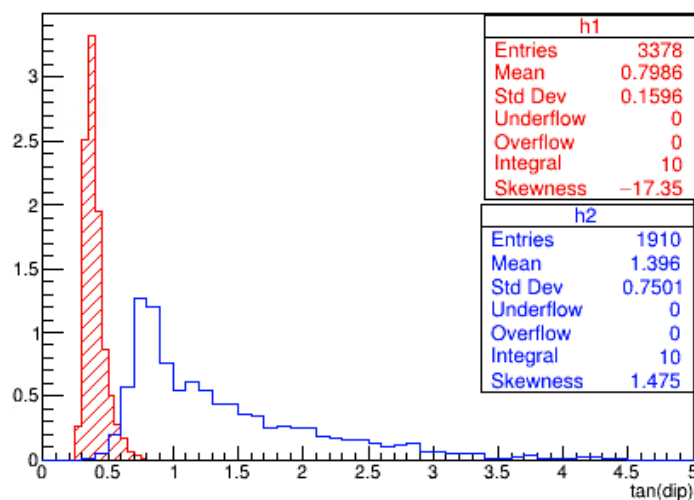 h1
Entries 3378
Mean 0.7986
Std Dev 0.1596
Underflow 0
Overflow 0
Integral 10
Skewness −17.35
h2
Entries 1910
Mean 1.396
Std Dev 0.7501
Underflow 0
Overflow 0
Integral 10
Skewness 1.475
3
2.5
2
1.5
1
0.5
0
0 0.5 1 1.5 2 2.5 3 3.5 4 4.5 5
tan(dip)